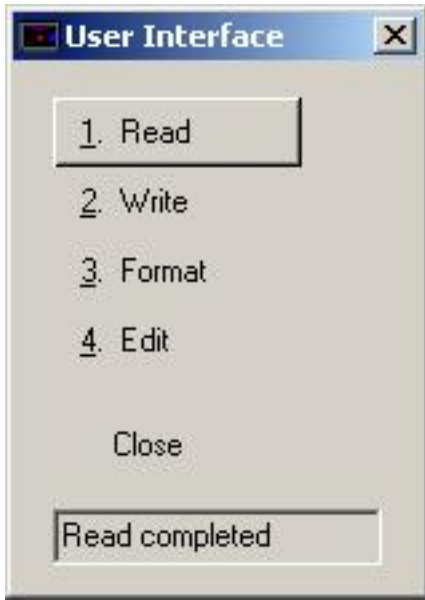 User Interface
1. Read
2. Write
3. Format
4. Edit
Close
Read completed